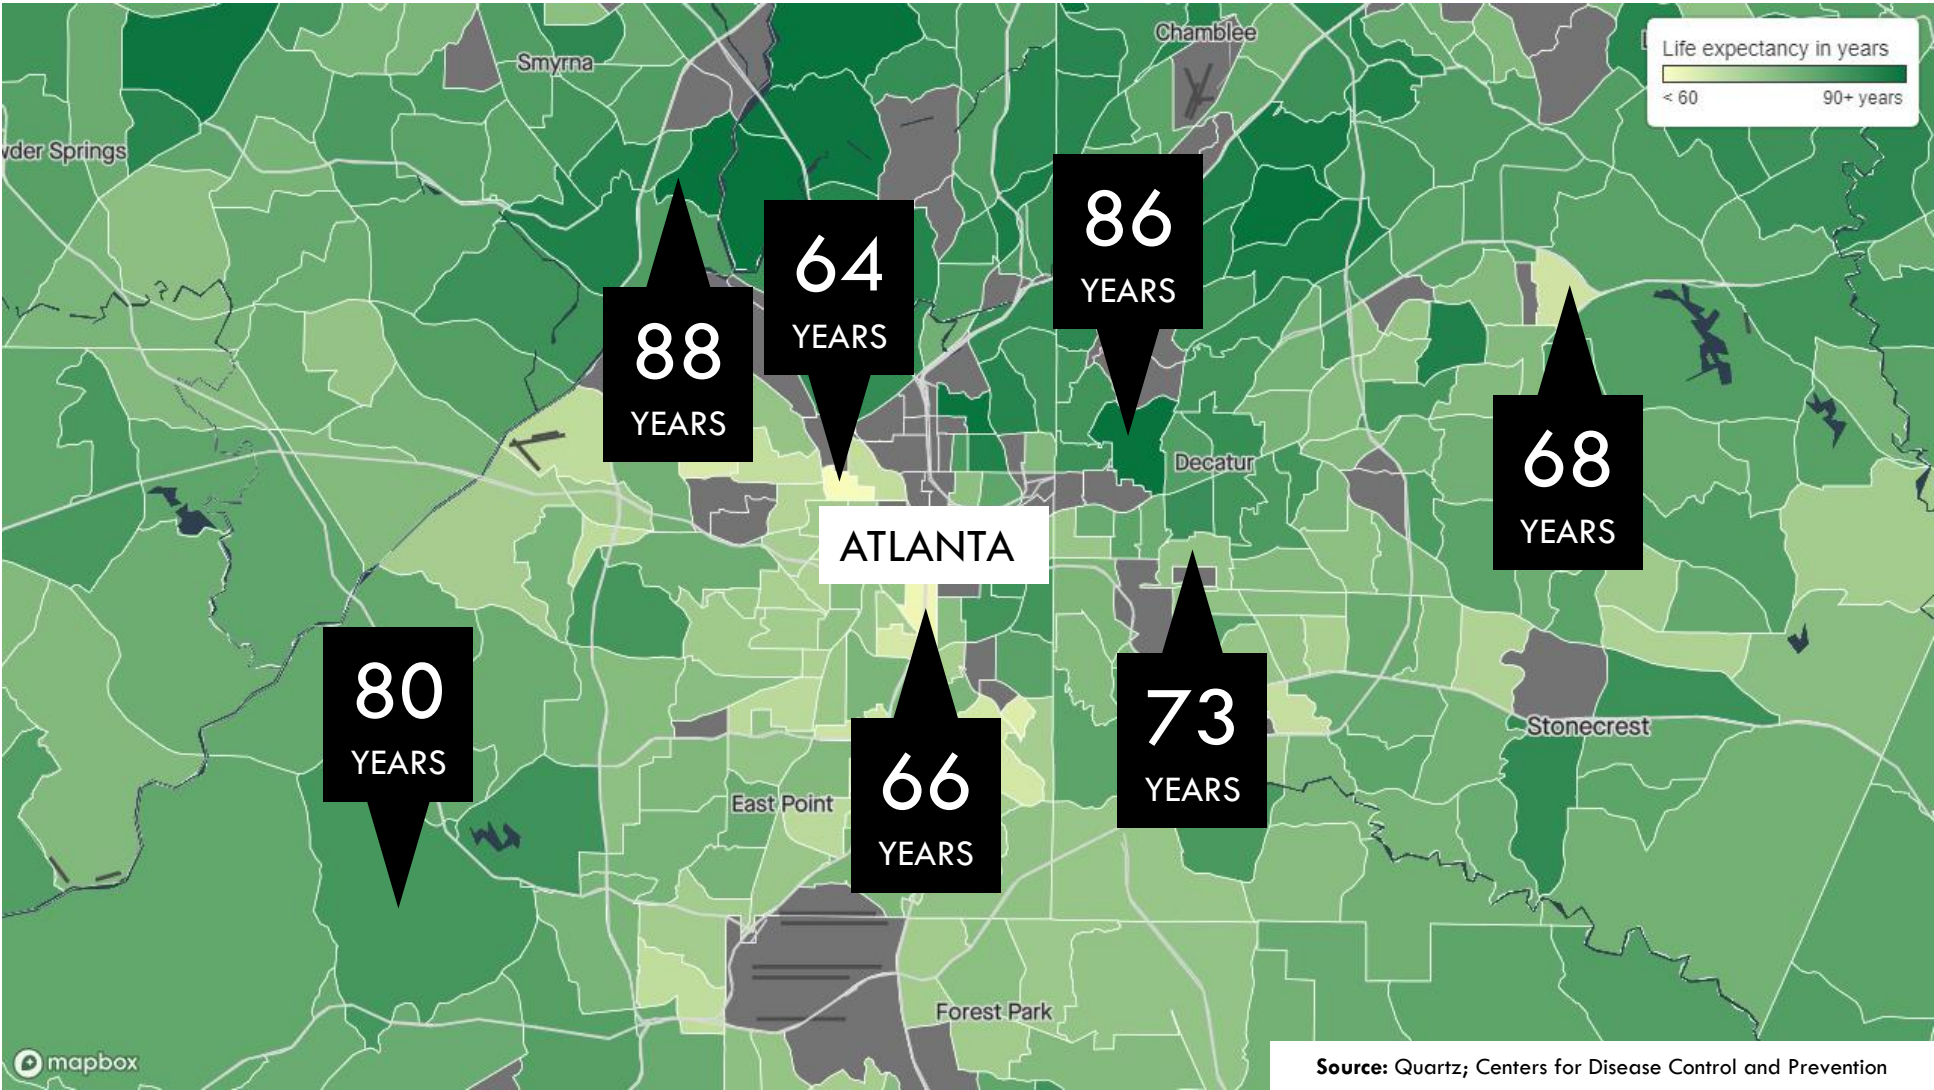 Chamblee
Smyrna
Life expectancy in years
< 60
90+ years
wder Springs
86
YEARS
64
YEARS
88
YEARS
68
YEARS
Decatur
ATLANTA
80
YEARS
73
YEARS
66
YEARS
Stonecrest
East Point
Forest Park
mapbox
Source: Quartz; Centers for Disease Control and Prevention